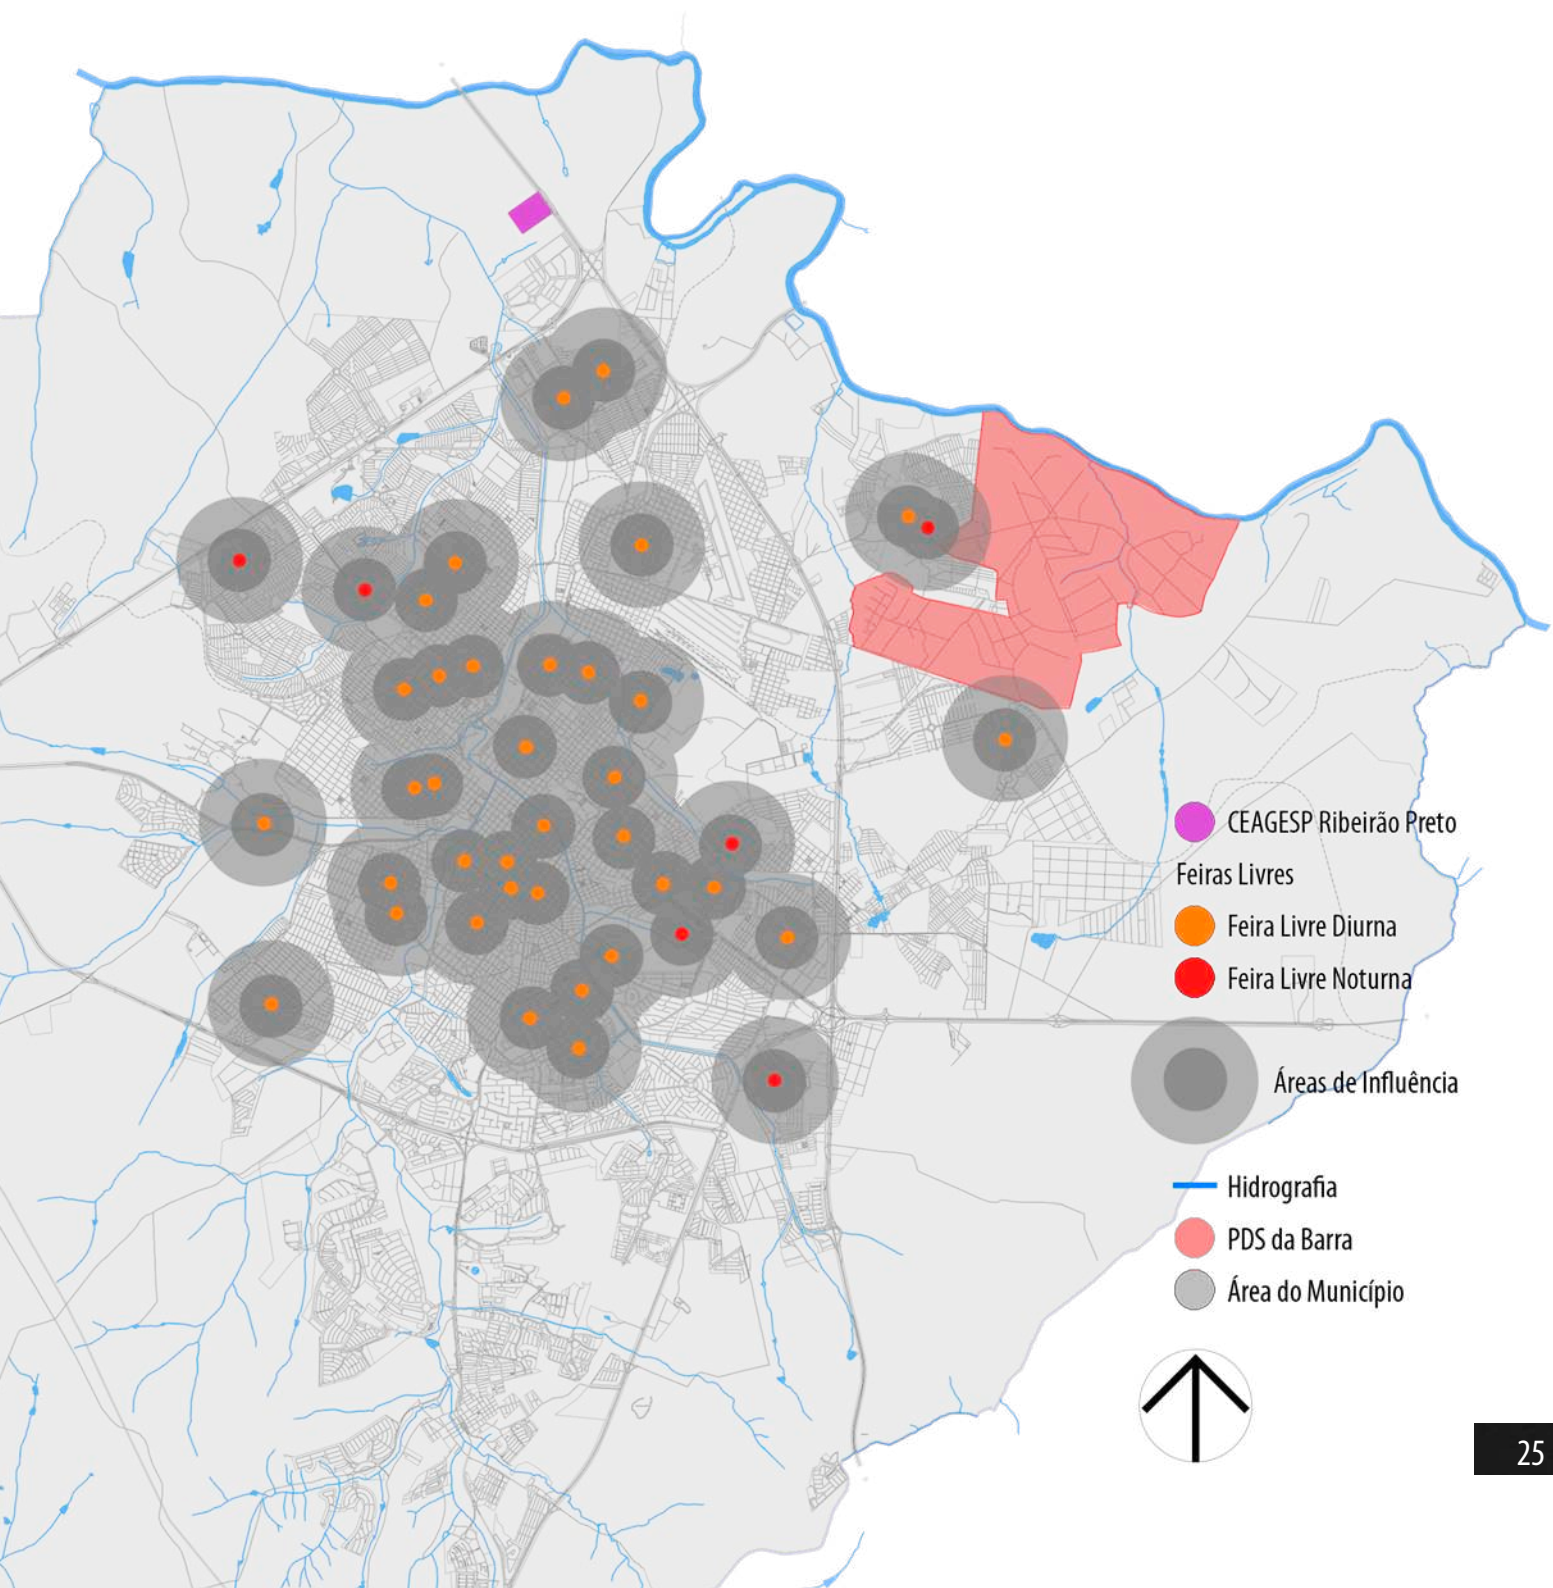 CEAGESP Ribeirão Preto
Feiras Livres
Feira Livre Diurna
Feira Livre Noturna
Áreas de Influência
Hidrografia
PDS da Barra
Área do Município
25